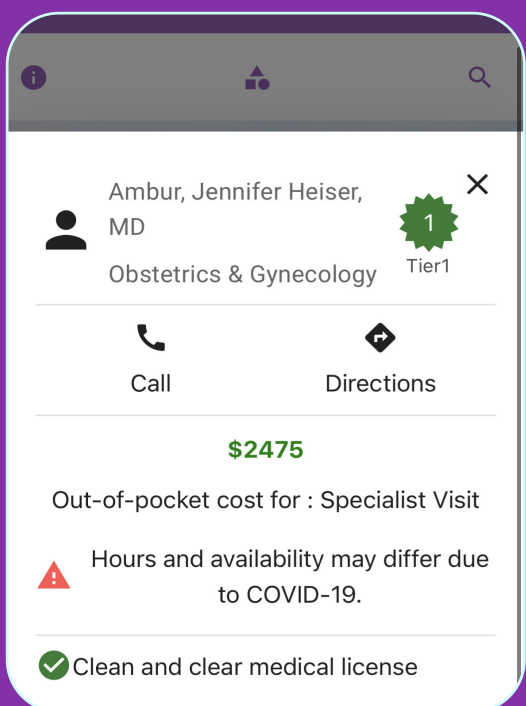 Ambur, Jennifer Heiser,
MD
1
Obstetrics & Gynecology
Tier1
Call
Directions
$2475
Out-of-pocket cost for : Specialist Visit
Hours and availability may differ due
to COVID-19.
Clean and clear medical license